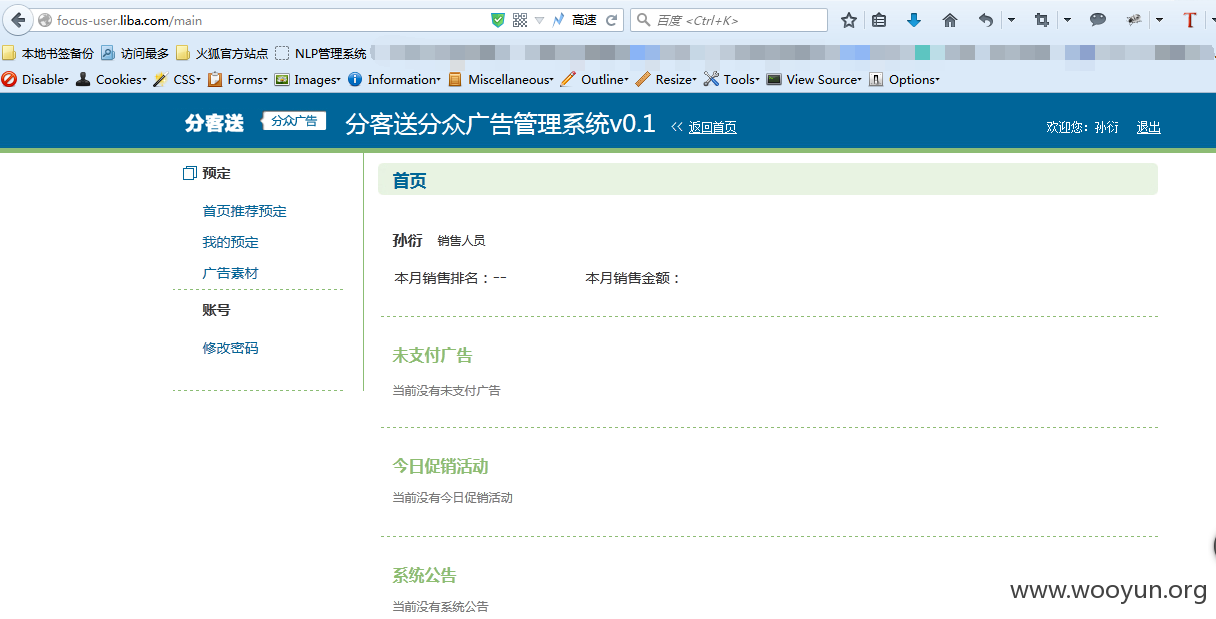 focus-user.liba.com/main 高速 百度 <Ctrl+K> T
本地书签备份 访问最多 火狐官方站点 NLP管理系统
Disable Cookies CSS Forms Images Information Miscellaneous Outline Resize Tools View Source Options
分客送 分众广告 分客送分众广告管理系统v0.1 << 返回首页 欢迎您：孙衍 退出
预定
首页推荐预定
我的预定
广告素材
账号
修改密码
首页
孙衍 销售人员
本月销售排名：-- 本月销售金额：
未支付广告
当前没有未支付广告
今日促销活动
当前没有今日促销活动
系统公告
当前没有系统公告
www.wooyun.org